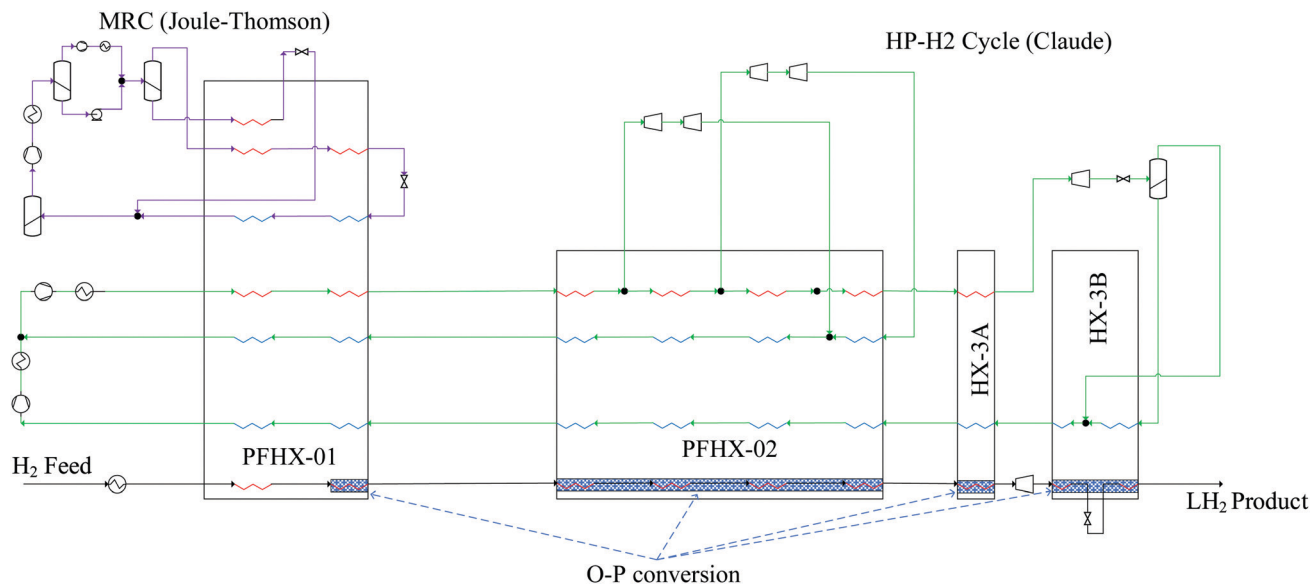 MRC (Joule-Thomson)
HP-H2 Cycle (Claude)
HX-3A
HX-3B
PFHX-01
PFHX-02
H₂ Feed
LH₂ Product
O-P conversion